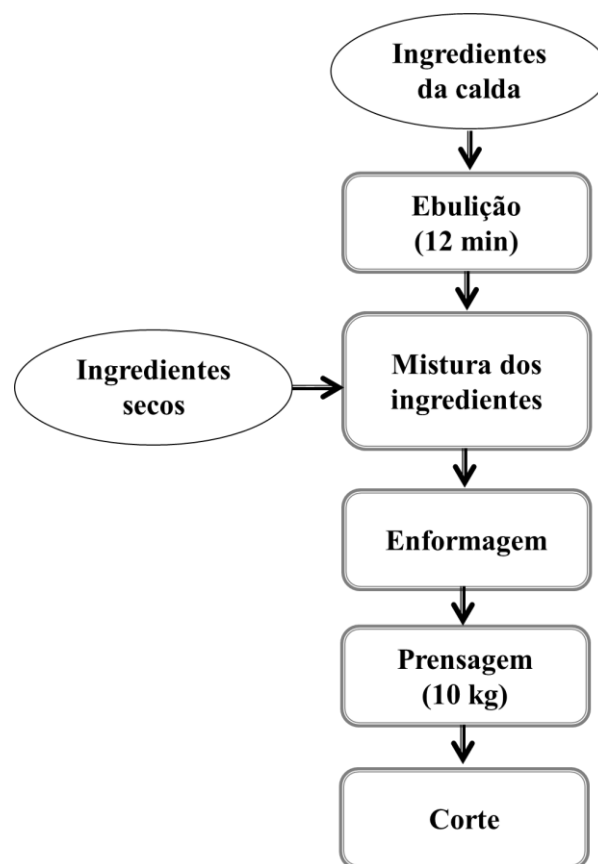 Ingredientes
da calda
Ebulição
(12 min)
Ingredientes
secos
Mistura dos
ingredientes
Enformagem
Prensagem
(10 kg)
Corte